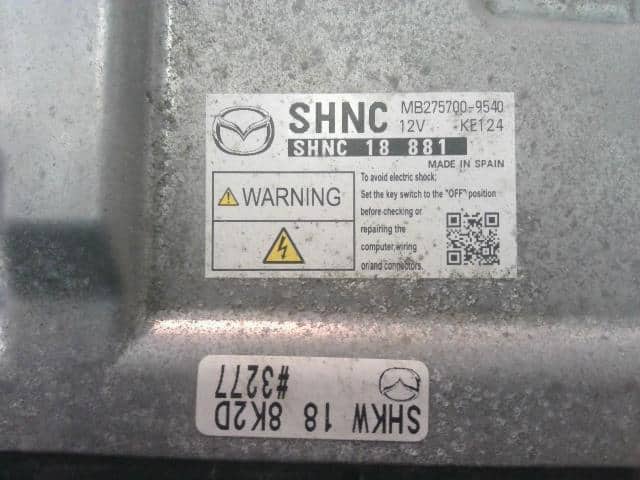 SHNC MB275700-9540
12V KE124
SHNC 18 881
MADE IN SPAIN
WARNING
To avoid electric shock;
Set the key switch to the "OFF" position
before checking or
repairing the
computer,wiring
or/and connectors.
SHKW 18 8K2D
#3277